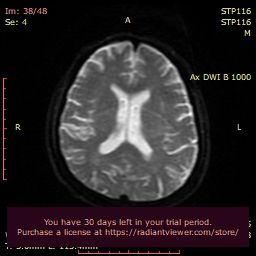 Im: 38/48
Se: 4
A
STP116
STP116
M
Ax DWI B 1000
R
L
You have 30 days left in your trial period.
Purchase a license at https://radiantviewer.com/store/